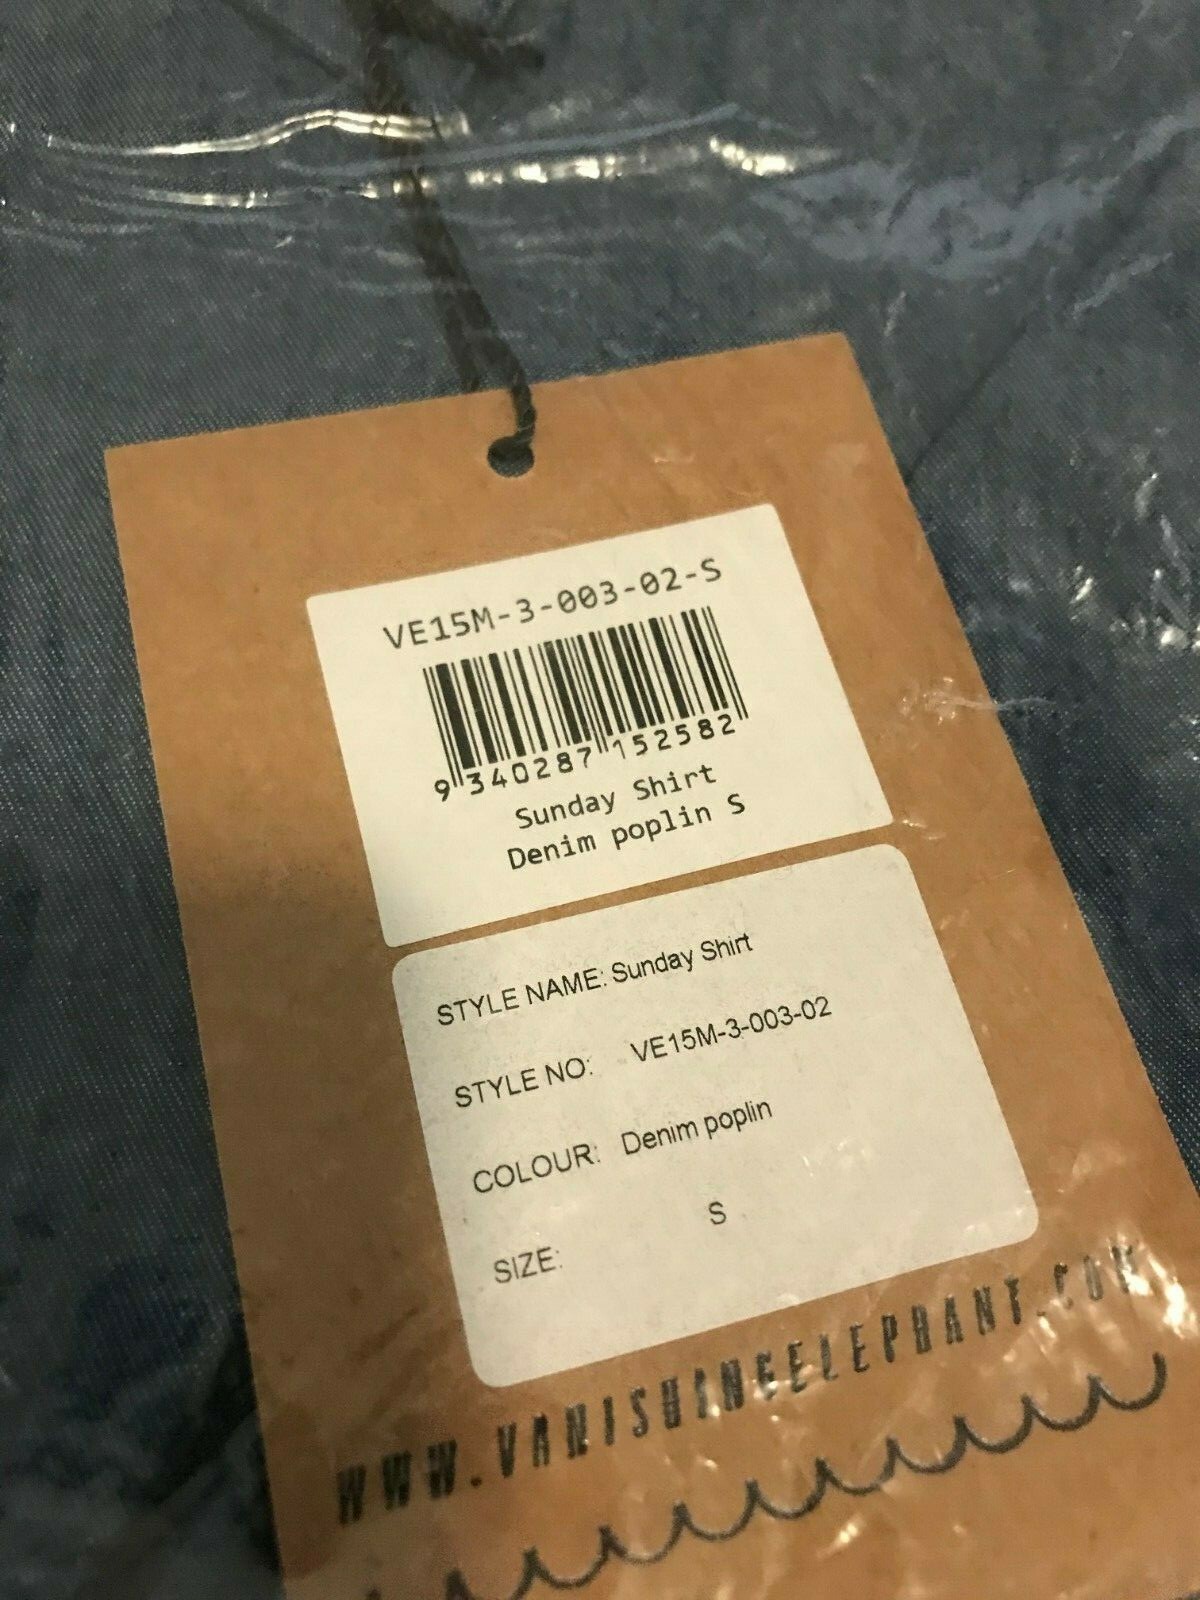 VE15M-3-003-02-S
9 340287 152582
Sunday Shirt
Denim poplin S
STYLE NAME: Sunday Shirt
STYLE NO: VE15M-3-003-02
COLOUR: Denim poplin
SIZE: S
WWW.VANISHINGELEPHANT.COM